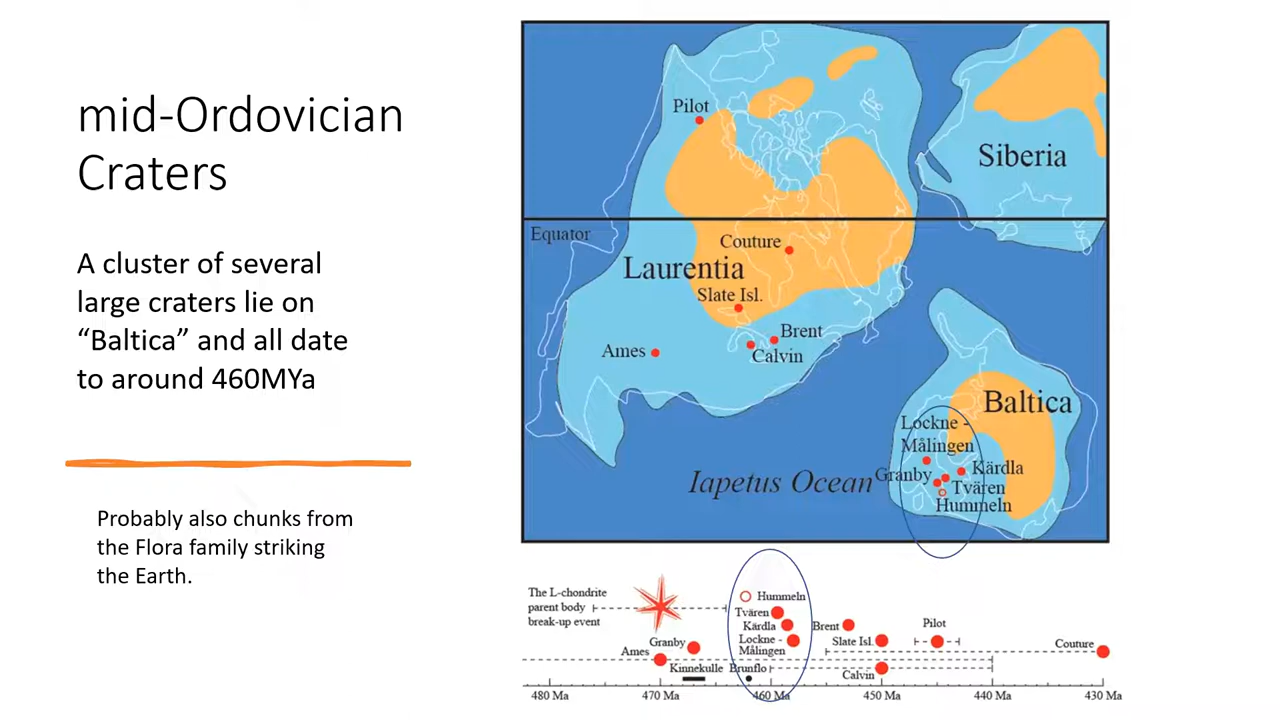 mid-Ordovician
Craters
A cluster of several
large craters lie on
“Baltica” and all date
to around 460MYa
Probably also chunks from
the Flora family striking
the Earth.
Pilot
Siberia
Equator
Couture
Laurentia
Slate Isl.
Brent
Ames
Calvin
Baltica
Lockne -
Målingen
Kärdla
Iapetus Ocean
Granby
Tvären
Hummeln
The L-chondrite
parent body
break-up event
Hummeln
Tvären
Kärdla
Brent
Pilot
Granby
Lockne -
Målingen
Slate Isl.
Couture
Ames
Kinnekulle
Brunflo
Calvin
480 Ma
470 Ma
460 Ma
450 Ma
440 Ma
430 Ma